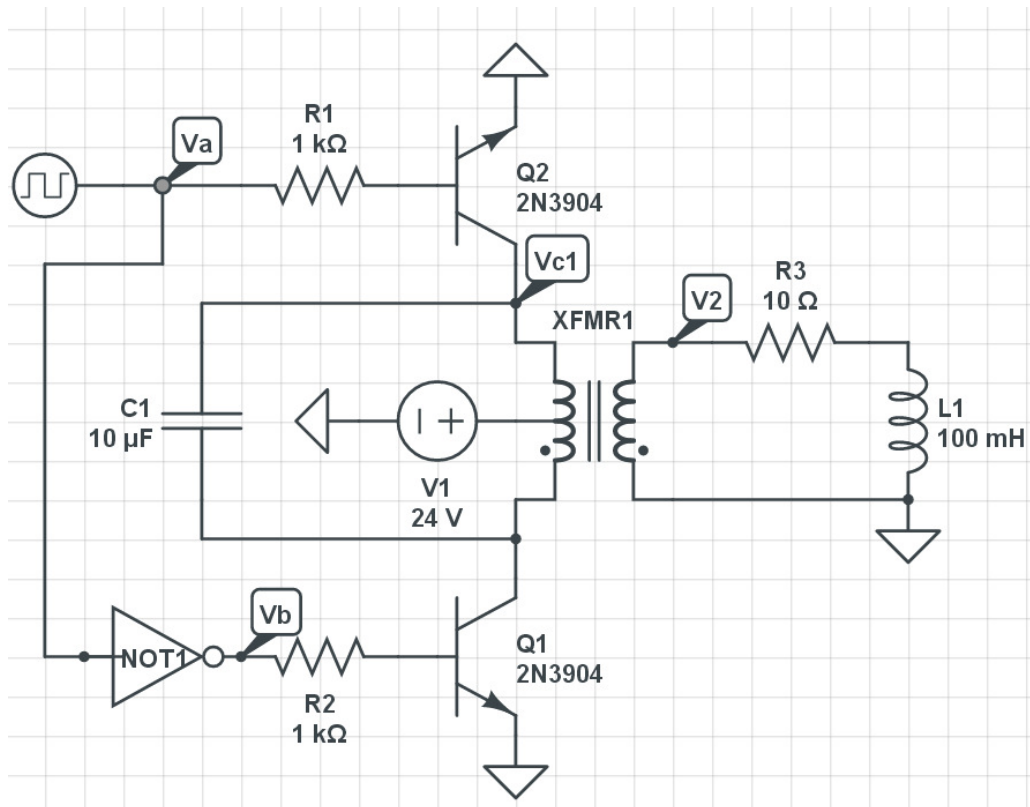 R1
1 kΩ
Va
Q2
2N3904
Vc1
R3
10 Ω
V2
XFMR1
C1
10 µF
V1
24 V
L1
100 mH
Vb
NOT1
R2
1 kΩ
Q1
2N3904